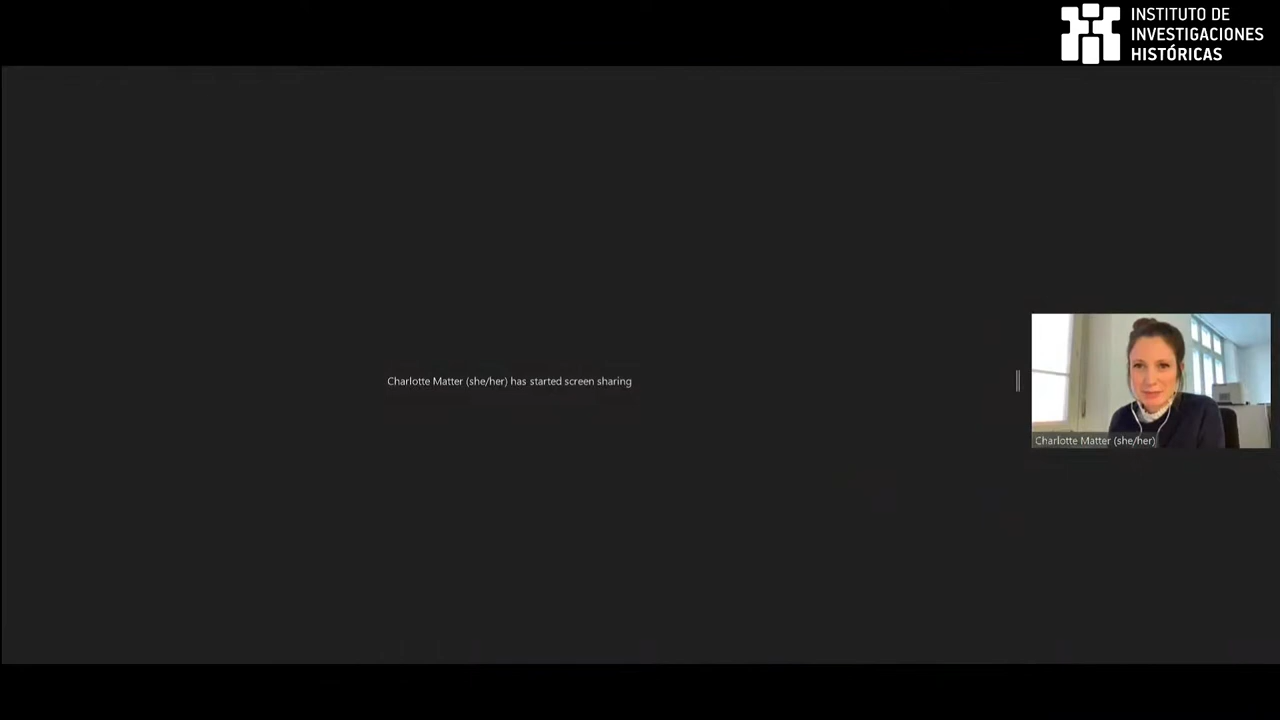 INSTITUTO DE
INVESTIGACIONES
HISTÓRICAS
Charlotte Matter (she/her) has started screen sharing
Charlotte Matter (she/her)